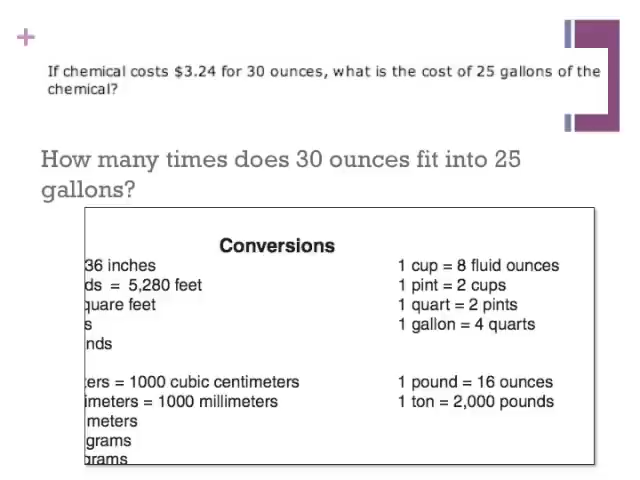 +
If chemical costs $3.24 for 30 ounces, what is the cost of 25 gallons of the
chemical?
How many times does 30 ounces fit into 25
gallons?
Conversions
36 inches
ds = 5,280 feet
quare feet
s
nds
ers = 1000 cubic centimeters
imeters = 1000 millimeters
meters
grams
grams
1 cup = 8 fluid ounces
1 pint = 2 cups
1 quart = 2 pints
1 gallon = 4 quarts
1 pound = 16 ounces
1 ton = 2,000 pounds